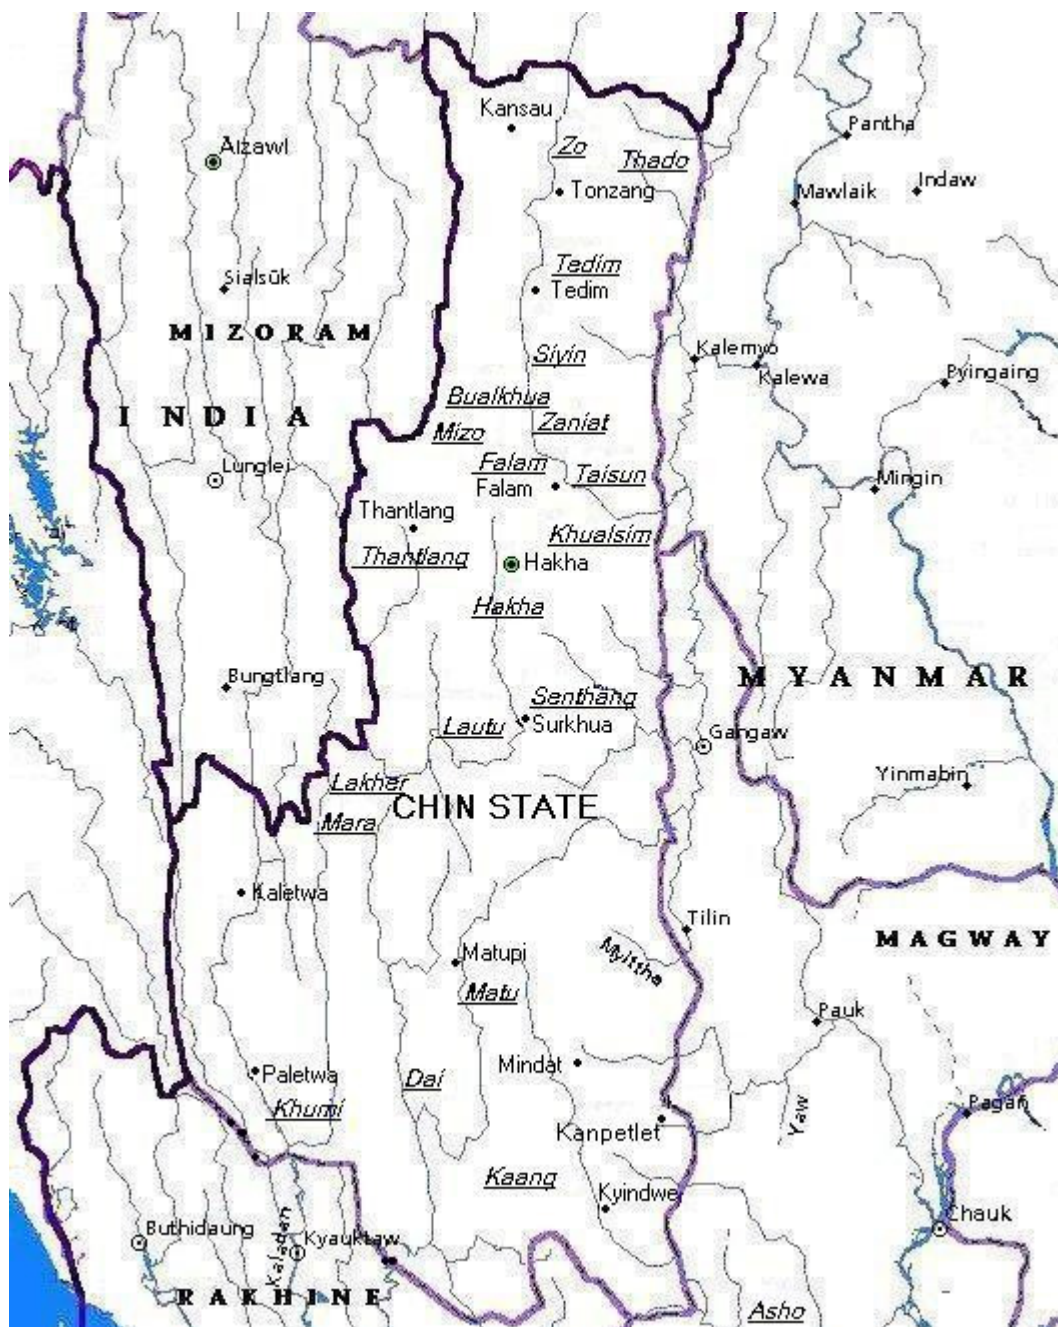 Kansau
Pantha
Aizawl
Zo
Thado
Indaw
Tonzang
Mawlaik
Tedim
Sialsūk
Tedim
MIZORAM
Siyin
Kalemyo
Kalewa
Pyingaing
Bualkhua
INDIA
Zaniat
Mizo
Lunglei
Falam
Taisun
Falam
Mingin
Thantlang
Khualsim
Thantlang
Hakha
Hakha
Bungtlang
MYANMAR
Senthang
Lautu
Surkhua
Gangaw
Lakher
Yinmabin
CHIN STATE
Mara
Kaletwa
Tilin
MAGWAY
Matupi
Myittha
Matu
Pauk
Mindat
Paletwa
Dai
Khumi
Yaw
Pagan
Kanpetlet
Kaang
Kyindwe
Buthidaung
Kaladan
Kyauktaw
Chauk
RAKHINE
Asho